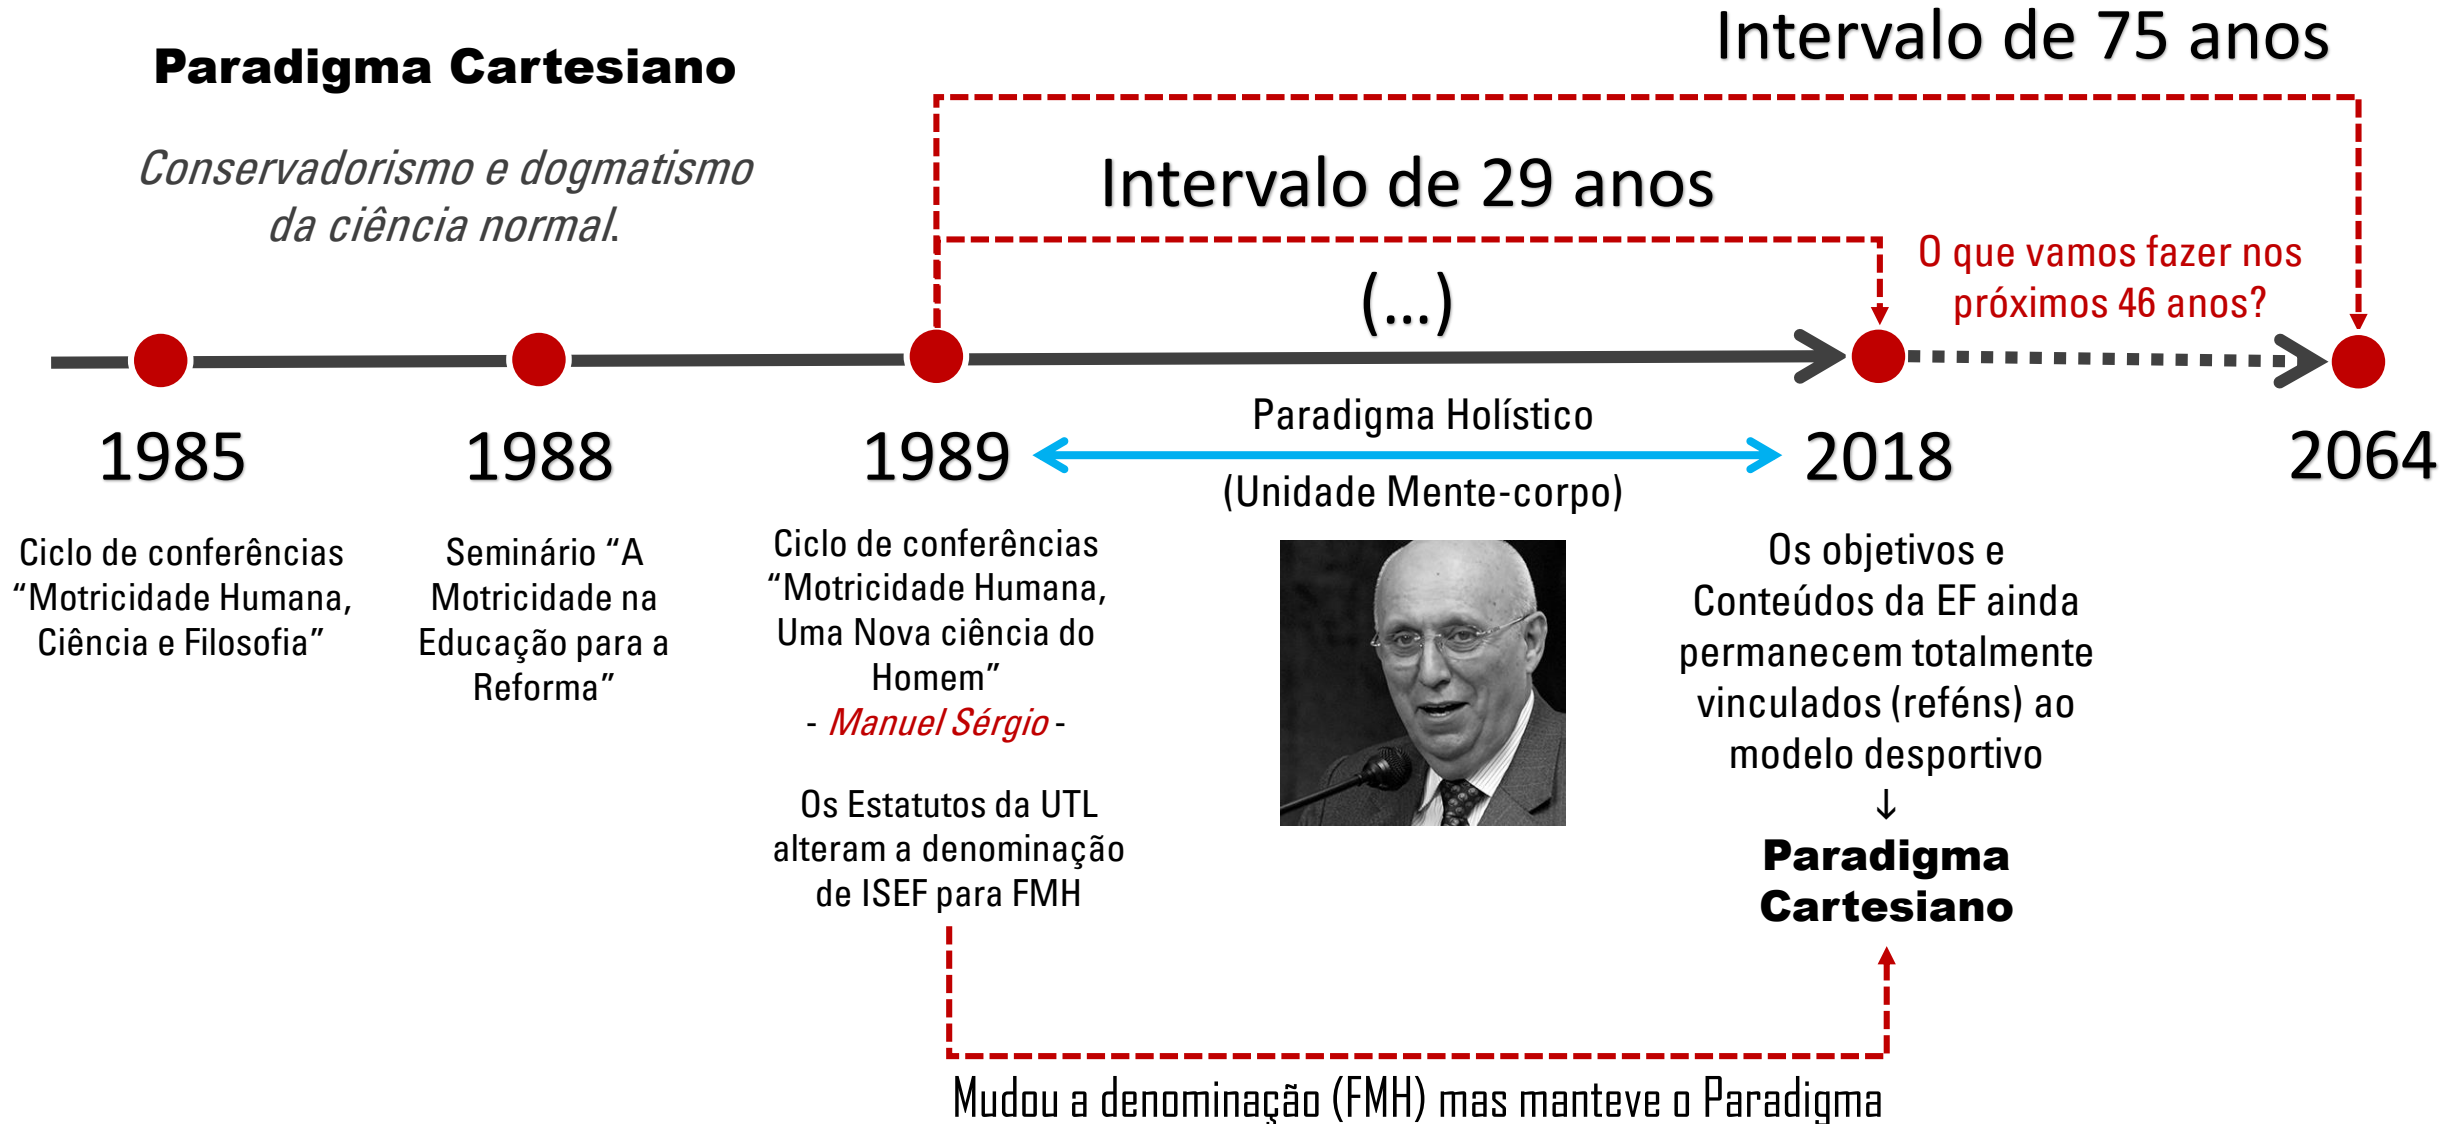 Intervalo de 75 anos
Paradigma Cartesiano
Conservadorismo e dogmatismo
da ciência normal.
Intervalo de 29 anos
O que vamos fazer nos
próximos 46 anos?
(...)
1985
1988
1989
Paradigma Holístico
(Unidade Mente-corpo)
2018
2064
Ciclo de conferências
“Motricidade Humana,
Ciência e Filosofia”
Seminário “A
Motricidade na
Educação para a
Reforma”
Ciclo de conferências
“Motricidade Humana,
Uma Nova ciência do
Homem”
- Manuel Sérgio -
Os Estatutos da UTL
alteram a denominação
de ISEF para FMH
Os objetivos e
Conteúdos da EF ainda
permanecem totalmente
vinculados (reféns) ao
modelo desportivo
↓
Paradigma
Cartesiano
Mudou a denominação (FMH) mas manteve o Paradigma